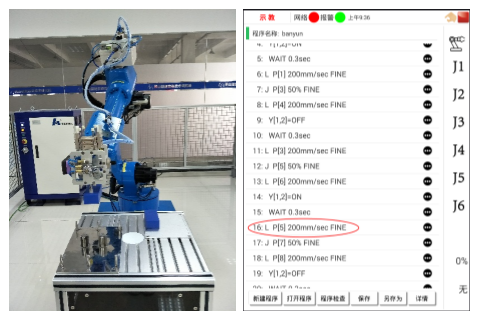 示 教 网络 报警 上午9:36
程序名称: banyun
4: Y[1,2]=ON
5: WAIT 0.3sec
6: L P[1] 200mm/sec FINE
7: J P[3] 50% FINE
8: L P[4] 200mm/sec FINE
9: Y[1,2]=OFF
10: WAIT 0.3sec
11: L P[3] 200mm/sec FINE
12: J P[5] 50% FINE
13: L P[6] 200mm/sec FINE
14: Y[1,2]=ON
15: WAIT 0.3sec
16: L P[5] 200mm/sec FINE
17: J P[7] 50% FINE
18: L P[8] 200mm/sec FINE
19: Y[1,2]=OFF
20: WAIT 0.3sec
J1
J2
J3
J4
J5
J6
0%
无
新建程序 打开程序 程序检查 保存 另存为 详情